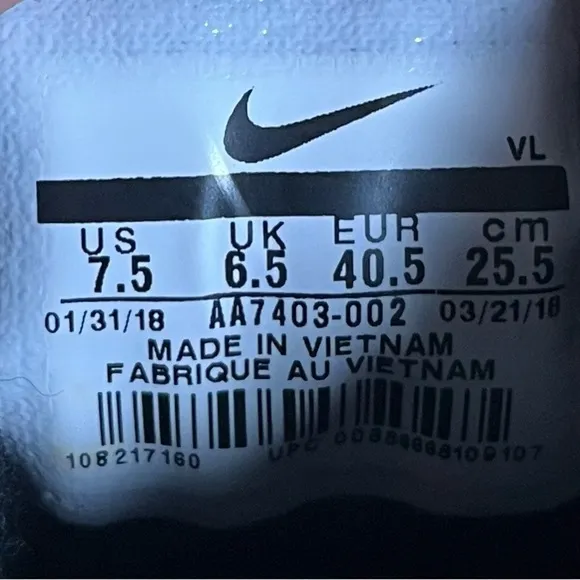 VL
US UK EUR cm
7.5 6.5 40.5 25.5
01/31/18 AA7403-002 03/21/18
MADE IN VIETNAM
FABRIQUE AU VIETNAM
108217160 UPC